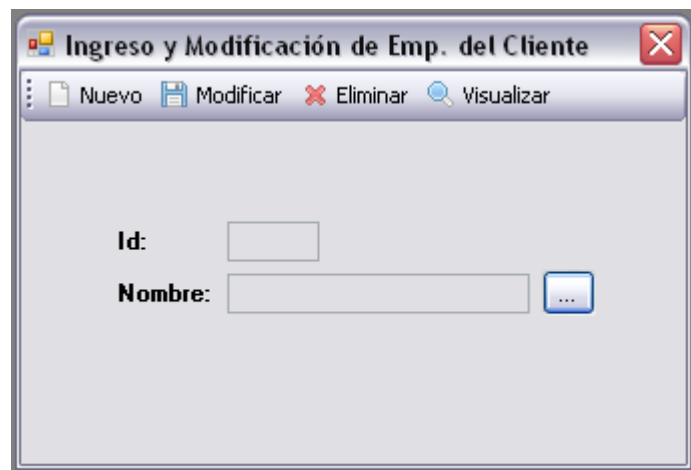 Ingreso y Modificación de Emp. del Cliente
Nuevo Modificar Eliminar Visualizar
Id:
Nombre: ...